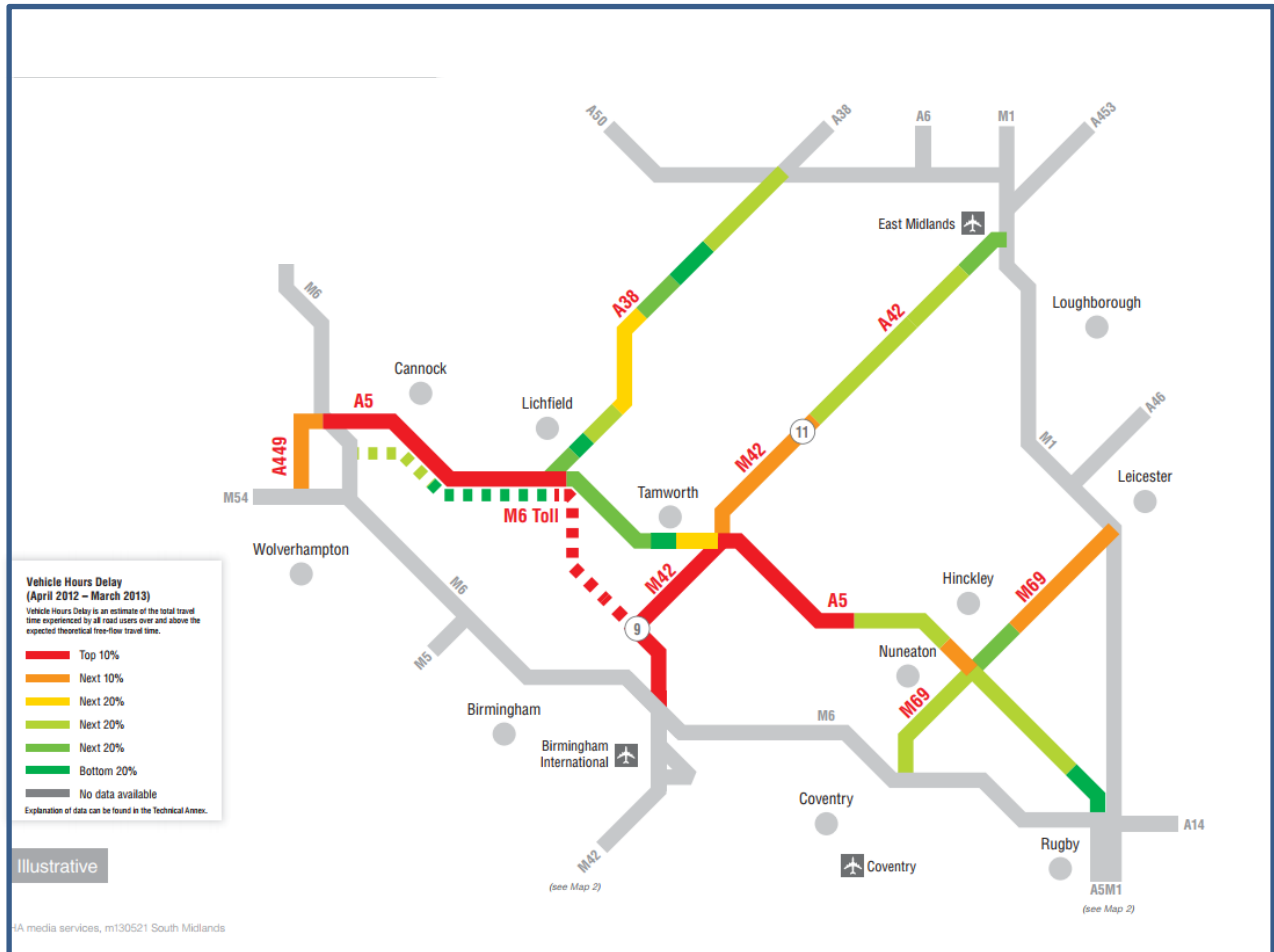 A50
A38
A6
M1
A453
East Midlands
M6
A38
A42
Loughborough
Cannock
A5
Lichfield
A46
A449
11
M42
M1
Leicester
M54
Tamworth
M6 Toll
Wolverhampton
M42
Hinckley
M69
M6
A5
9
Nuneaton
M5
M69
Birmingham
M6
Birmingham
International
Coventry
A14
Rugby
M42
Coventry
(see Map 2)
A5M1
(see Map 2)
Vehicle Hours Delay
(April 2012 – March 2013)
Vehicle Hours Delay is an estimate of the total travel
time experienced by all road users over and above the
expected theoretical free-flow travel time.
Top 10%
Next 10%
Next 20%
Next 20%
Next 20%
Bottom 20%
No data available
Explanation of data can be found in the Technical Annex.
Illustrative
HA media services, m130521 South Midlands